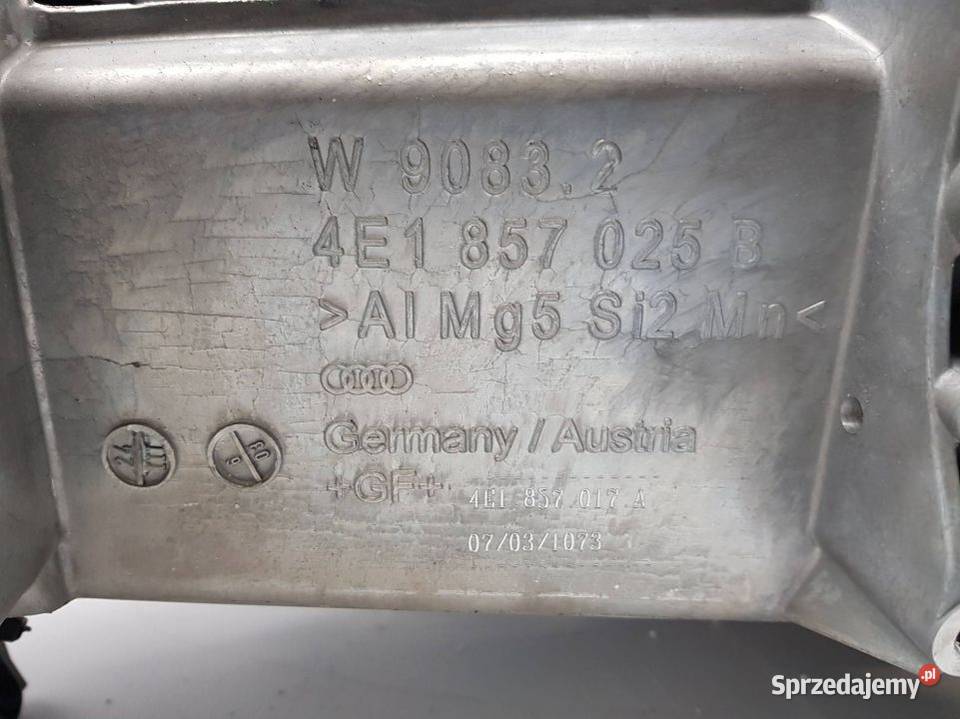 W 9083.2
4E1 857 025 B
>Al Mg5 Si2 Mn<
Germany / Austria
24
+GF+
4E1 857 017 A
07/03/1073
Sprzedajemy.pl